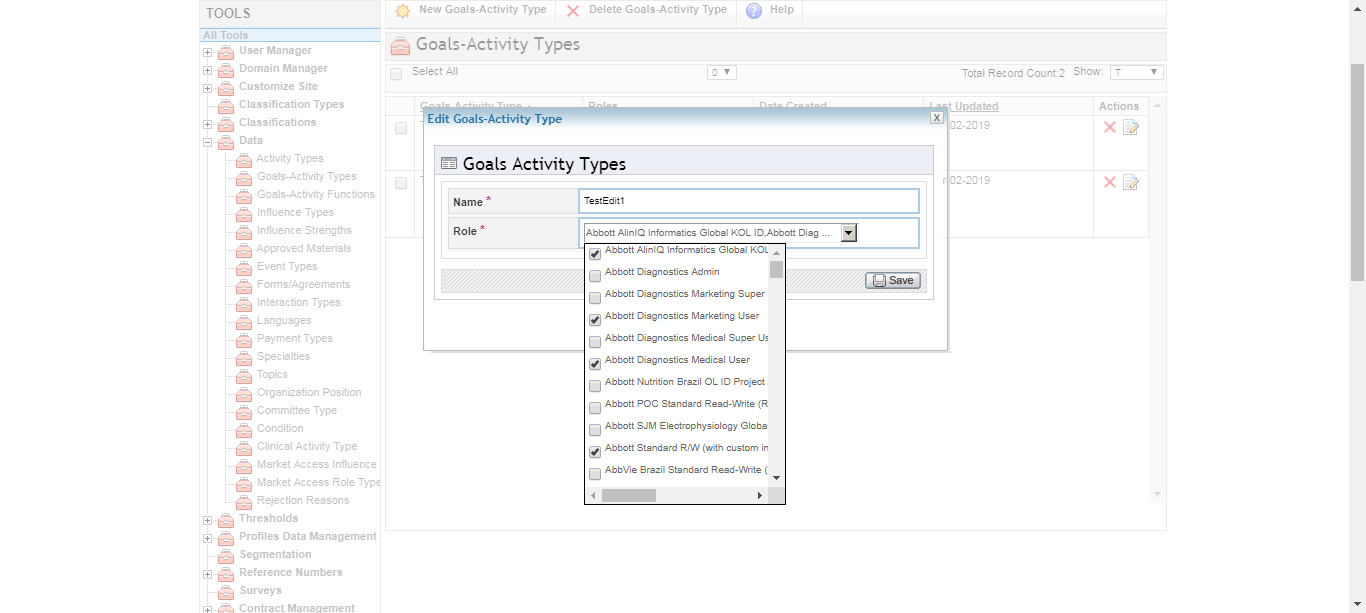 TOOLS
New Goals-Activity Type
Delete Goals-Activity Type
Help
All Tools
User Manager
Domain Manager
Customize Site
Classification Types
Classifications
Data
Activity Types
Goals-Activity Types
Goals-Activity Functions
Influence Types
Influence Strengths
Approved Materials
Event Types
Forms/Agreements
Interaction Types
Languages
Payment Types
Specialties
Topics
Organization Position
Committee Type
Condition
Clinical Activity Type
Market Access Influence
Market Access Role Type
Rejection Reasons
Thresholds
Profiles Data Management
Segmentation
Reference Numbers
Surveys
Contract Management
Goals-Activity Types
Select All
0
Total Record Count:2 Show: T
Goals-Activity Type
Roles
Date Created
Last Updated
Actions
02-2019
02-2019
Edit Goals-Activity Type
X
Goals Activity Types
Name *
TestEdit1
Role *
Abbott AlinIQ Informatics Global KOL ID,Abbott Diag ...
Abbott AlinIQ Informatics Global KOL
Abbott Diagnostics Admin
Abbott Diagnostics Marketing Super
Abbott Diagnostics Marketing User
Abbott Diagnostics Medical Super Us
Abbott Diagnostics Medical User
Abbott Nutrition Brazil OL ID Project
Abbott POC Standard Read-Write (R
Abbott SJM Electrophysiology Globa
Abbott Standard R/W (with custom in
AbbVie Brazil Standard Read-Write (
Save